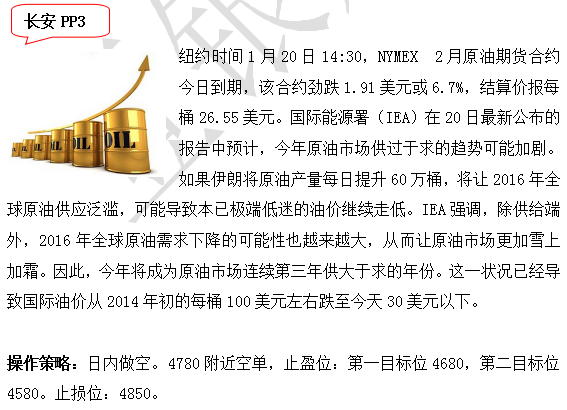 长安 PP3
纽约时间 1 月 20 日 14:30，NYMEX 2 月原油期货合约
今日到期，该合约劲跌 1.91 美元或 6.7%，结算价报每
桶 26.55 美元。国际能源署（IEA）在 20 日最新公布的
报告中预计，今年原油市场供过于求的趋势可能加剧。
如果伊朗将原油产量每日提升 60 万桶，将让 2016 年全
球原油供应泛滥，可能导致本已极端低迷的油价继续走低。IEA 强调，除供给端
外，2016 年全球原油需求下降的可能性也越来越大，从而让原油市场更加雪上
加霜。因此，今年将成为原油市场连续第三年供大于求的年份。这一状况已经导
致国际油价从 2014 年初的每桶 100 美元左右跌至今天 30 美元以下。
OIL OIL OIL OIL
操作策略：日内做空。4780 附近空单，止盈位：第一目标位 4680，第二目标位
4580。止损位：4850。